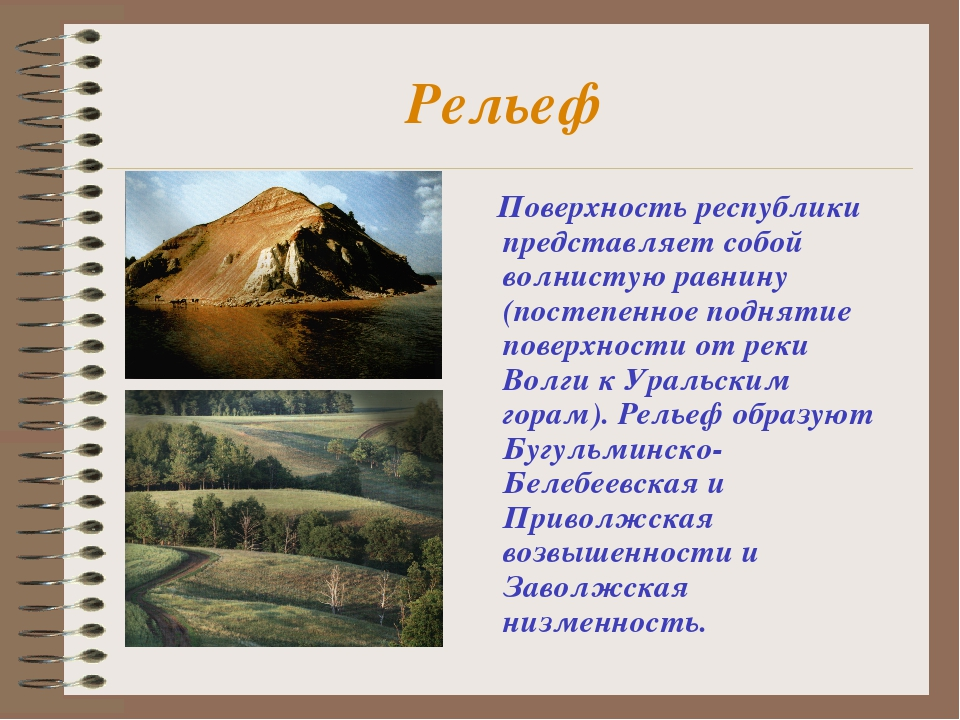 Рельеф
Поверхность республики
представляет собой
волнистую равнину
(постепенное поднятие
поверхности от реки
Волги к Уральским
горам). Рельеф образуют
Бугульминско-
Белебеевская и
Приволжская
возвышенности и
Заволжская
низменность.